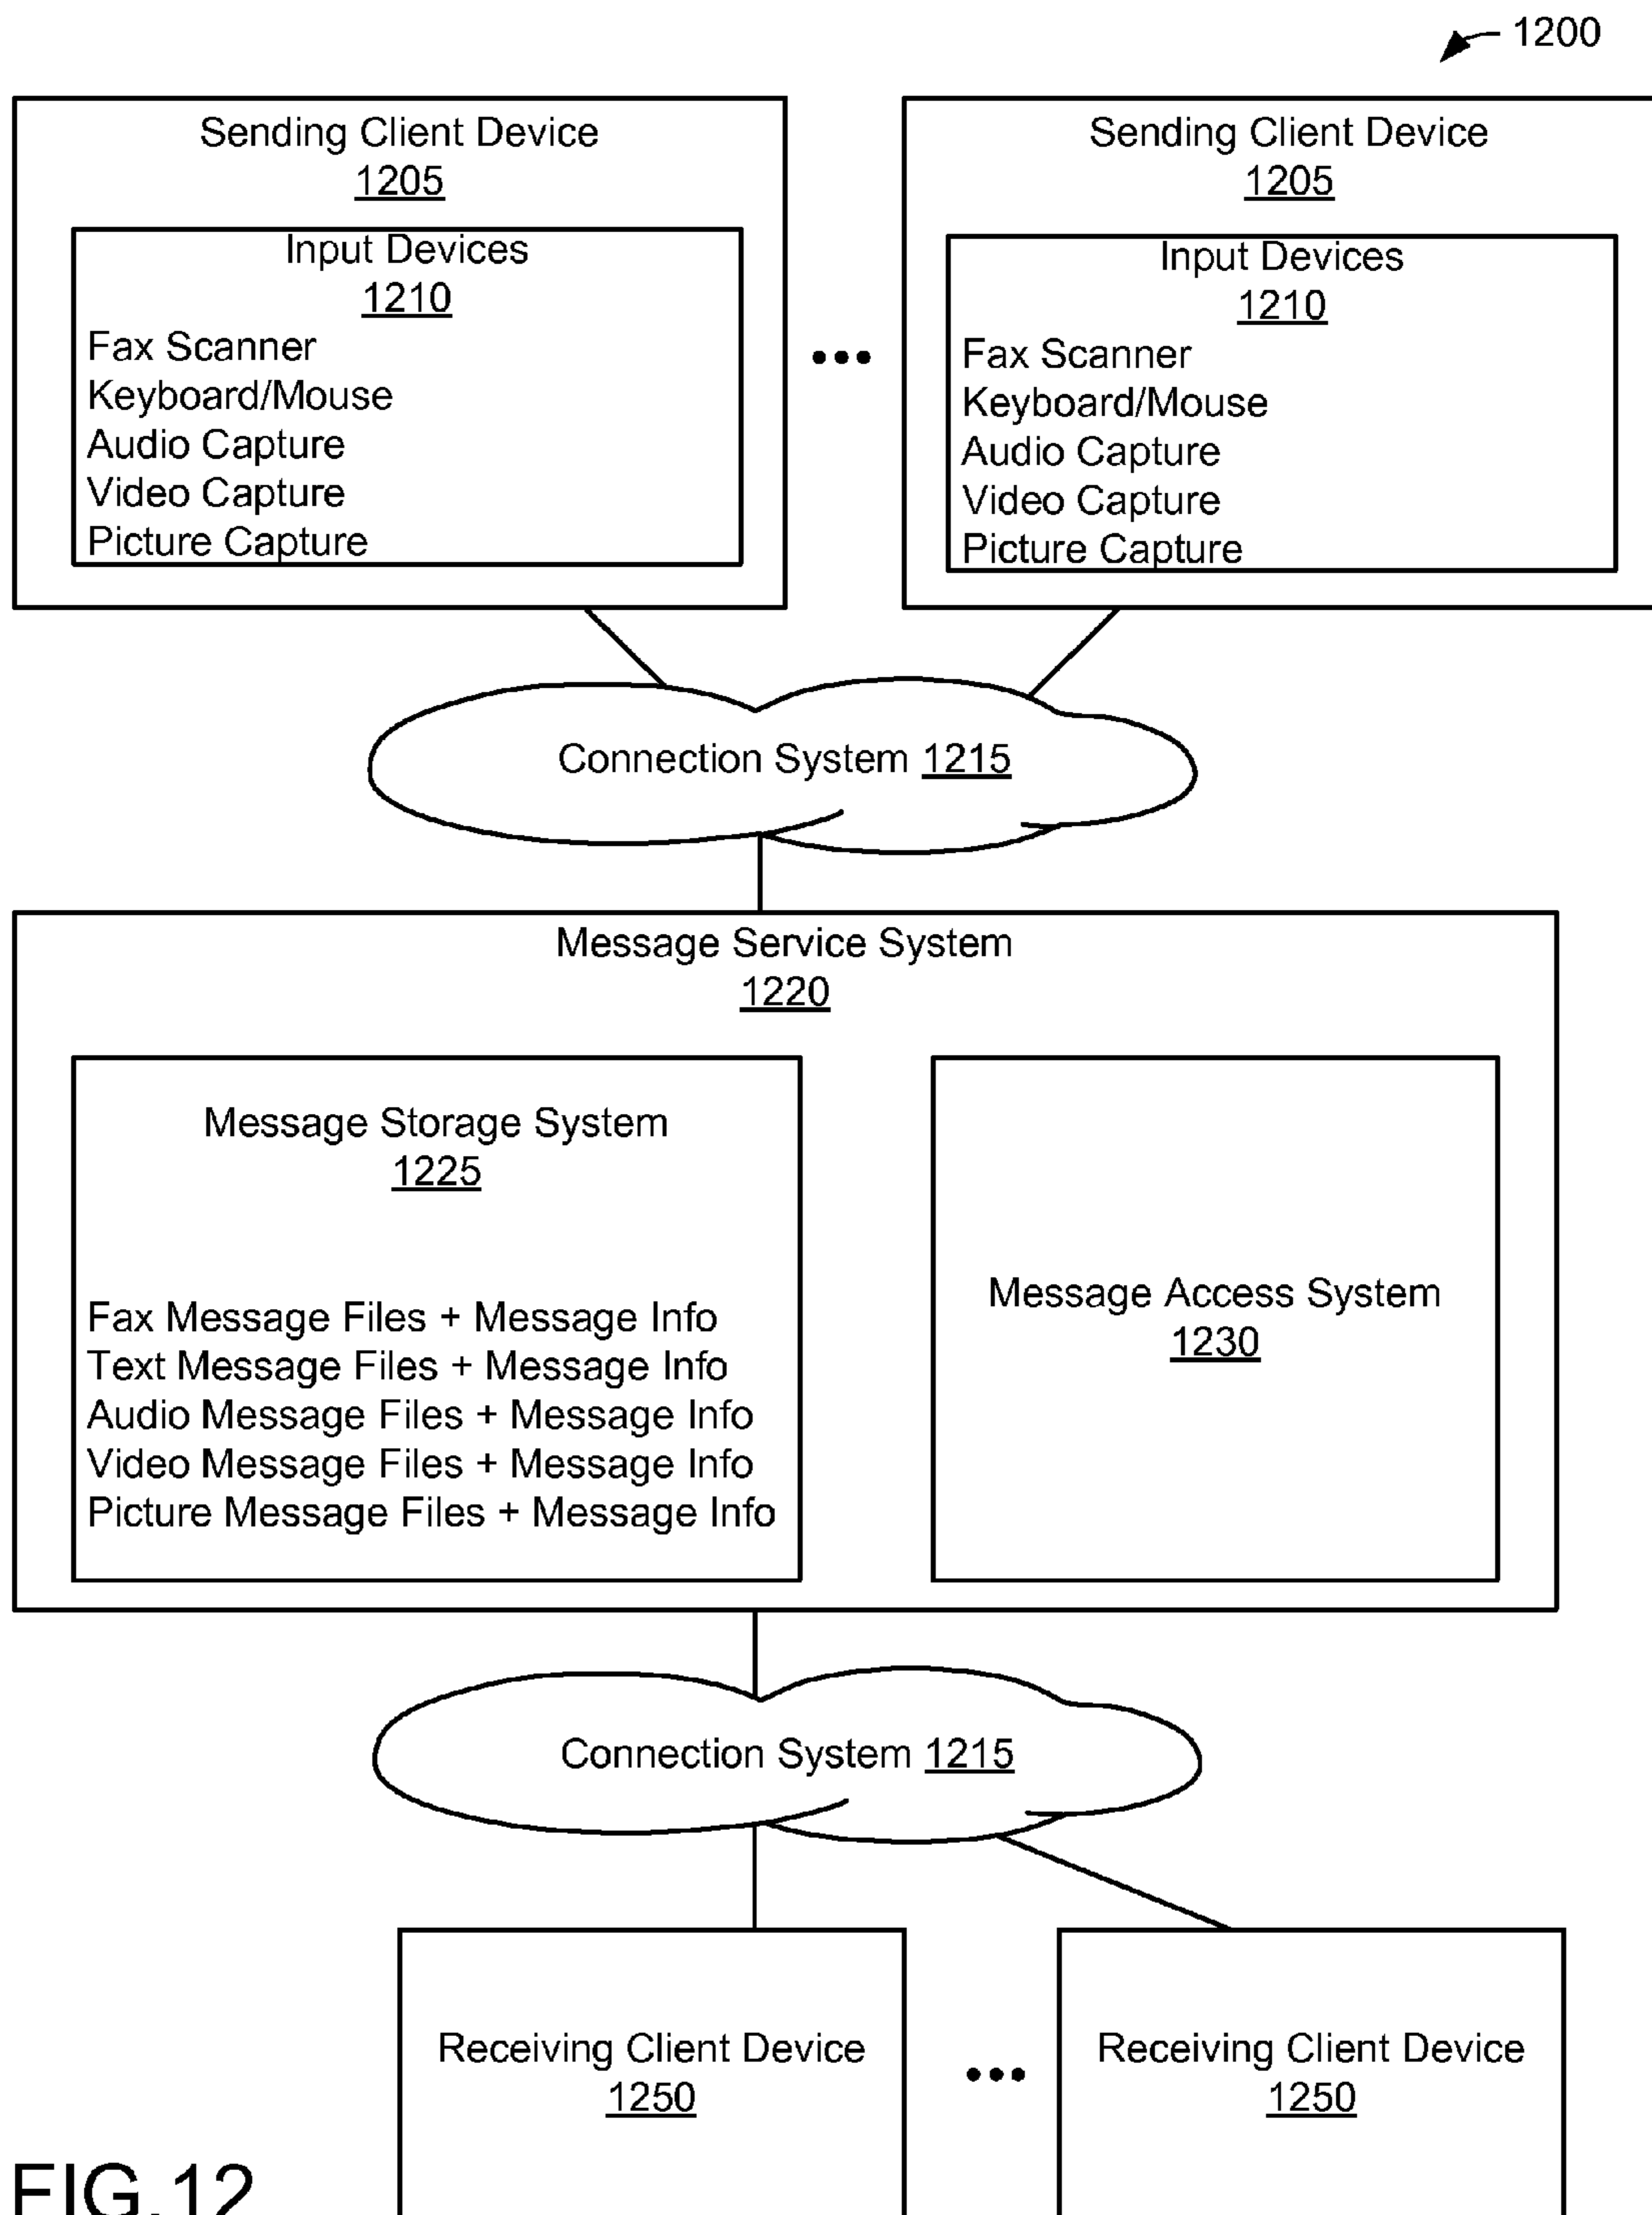 1200
Sending Client Device
1205
Input Devices
1210
Fax Scanner
Keyboard/Mouse
Audio Capture
Video Capture
Picture Capture
Sending Client Device
1205
Input Devices
1210
Fax Scanner
Keyboard/Mouse
Audio Capture
Video Capture
Picture Capture
Connection System 1215
Message Service System
1220
Message Storage System
1225
Fax Message Files + Message Info
Text Message Files + Message Info
Audio Message Files + Message Info
Video Message Files + Message Info
Picture Message Files + Message Info
Message Access System
1230
Connection System 1215
Receiving Client Device
1250
Receiving Client Device
1250
FIG.12